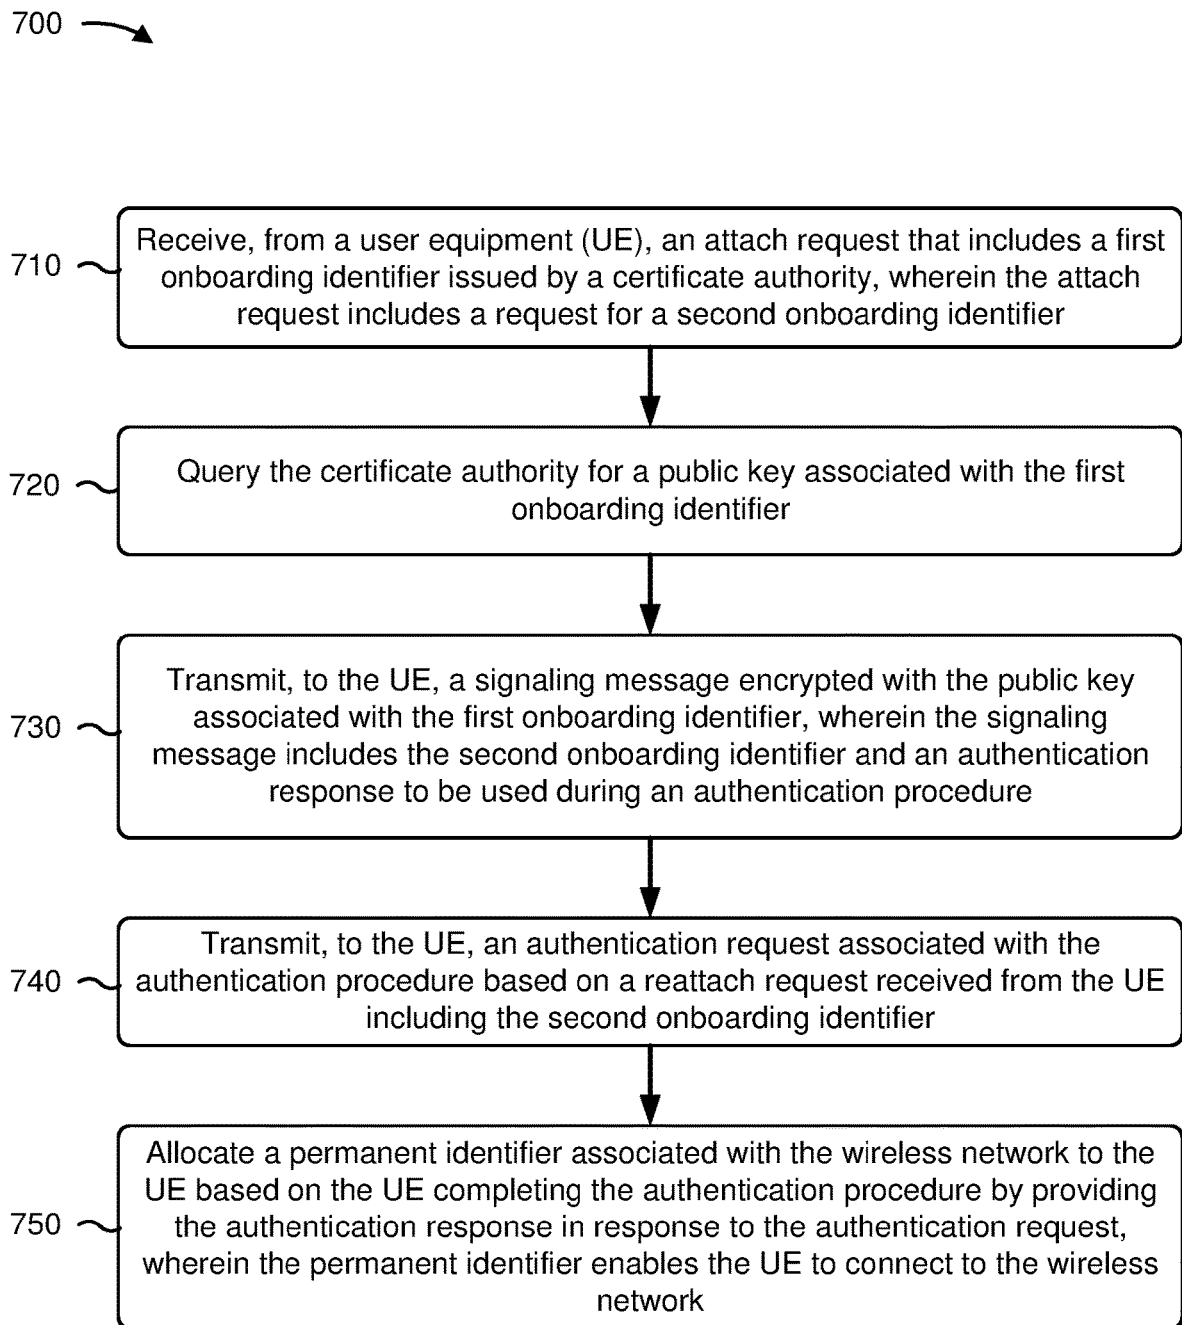 700
710
Receive, from a user equipment (UE), an attach request that includes a first
onboarding identifier issued by a certificate authority, wherein the attach
request includes a request for a second onboarding identifier
720
Query the certificate authority for a public key associated with the first
onboarding identifier
730
Transmit, to the UE, a signaling message encrypted with the public key
associated with the first onboarding identifier, wherein the signaling
message includes the second onboarding identifier and an authentication
response to be used during an authentication procedure
740
Transmit, to the UE, an authentication request associated with the
authentication procedure based on a reattach request received from the UE
including the second onboarding identifier
750
Allocate a permanent identifier associated with the wireless network to the
UE based on the UE completing the authentication procedure by providing
the authentication response in response to the authentication request,
wherein the permanent identifier enables the UE to connect to the wireless
network